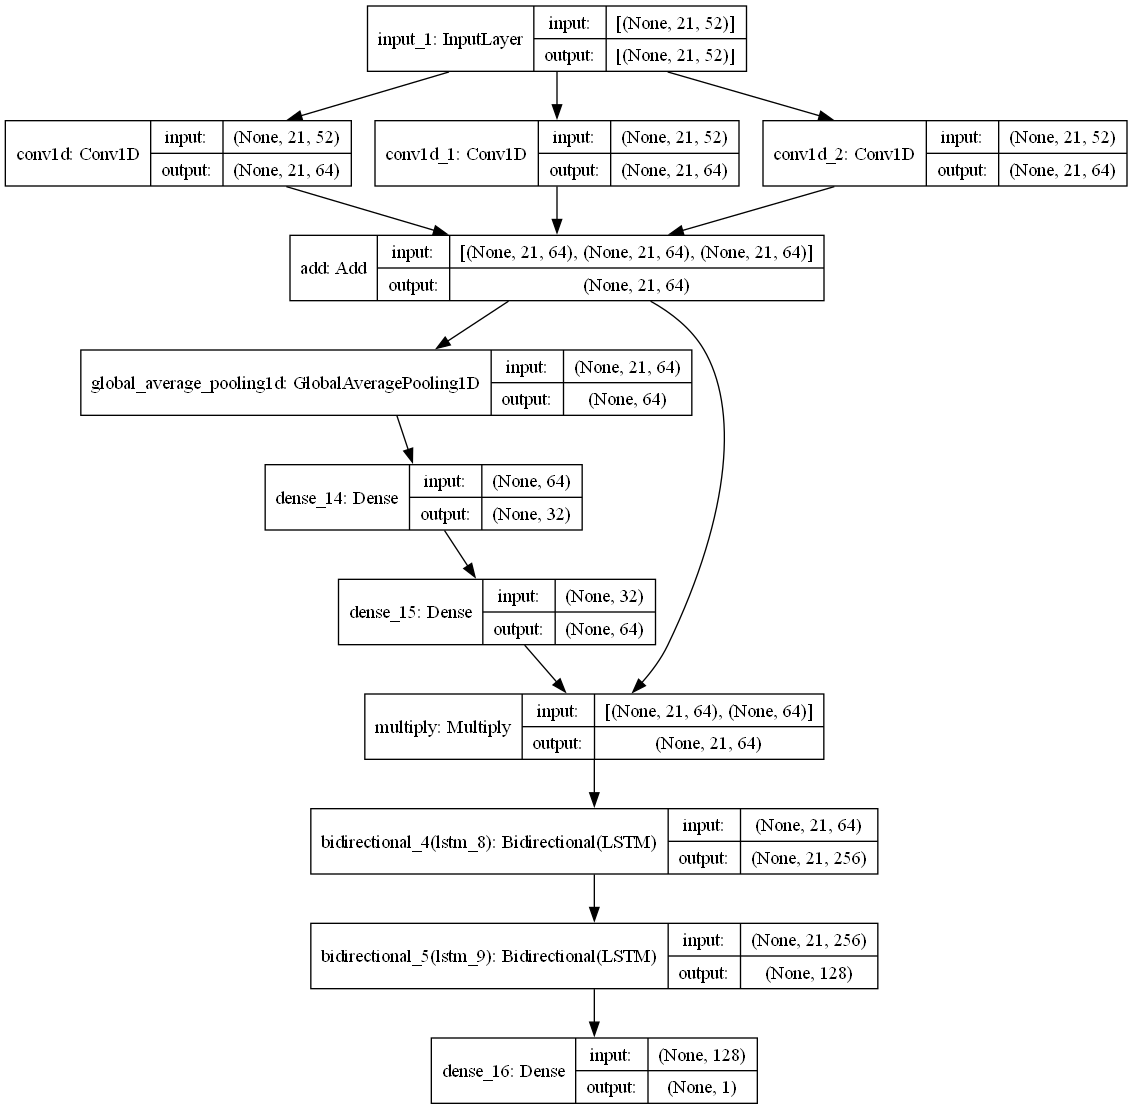 input_1: InputLayer
input: [(None, 21, 52)]
output: [(None, 21, 52)]
conv1d: Conv1D
input: (None, 21, 52)
output: (None, 21, 64)
conv1d_1: Conv1D
input: (None, 21, 52)
output: (None, 21, 64)
conv1d_2: Conv1D
input: (None, 21, 52)
output: (None, 21, 64)
add: Add
input: [(None, 21, 64), (None, 21, 64), (None, 21, 64)]
output: (None, 21, 64)
global_average_pooling1d: GlobalAveragePooling1D
input: (None, 21, 64)
output: (None, 64)
dense_14: Dense
input: (None, 64)
output: (None, 32)
dense_15: Dense
input: (None, 32)
output: (None, 64)
multiply: Multiply
input: [(None, 21, 64), (None, 64)]
output: (None, 21, 64)
bidirectional_4(lstm_8): Bidirectional(LSTM)
input: (None, 21, 64)
output: (None, 21, 256)
bidirectional_5(lstm_9): Bidirectional(LSTM)
input: (None, 21, 256)
output: (None, 128)
dense_16: Dense
input: (None, 128)
output: (None, 1)